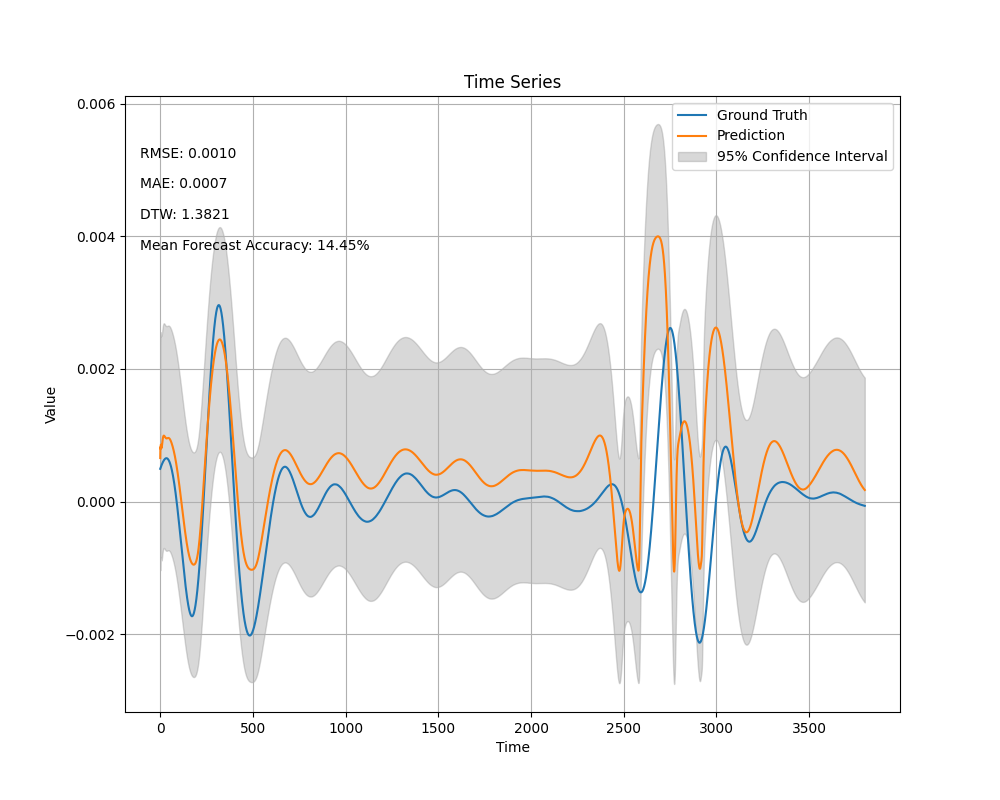 Time Series
Ground Truth
Prediction
95% Confidence Interval
RMSE: 0.0010
MAE: 0.0007
DTW: 1.3821
Mean Forecast Accuracy: 14.45%
0.006
0.004
0.002
0.000
−0.002
Value
0 500 1000 1500 2000 2500 3000 3500
Time